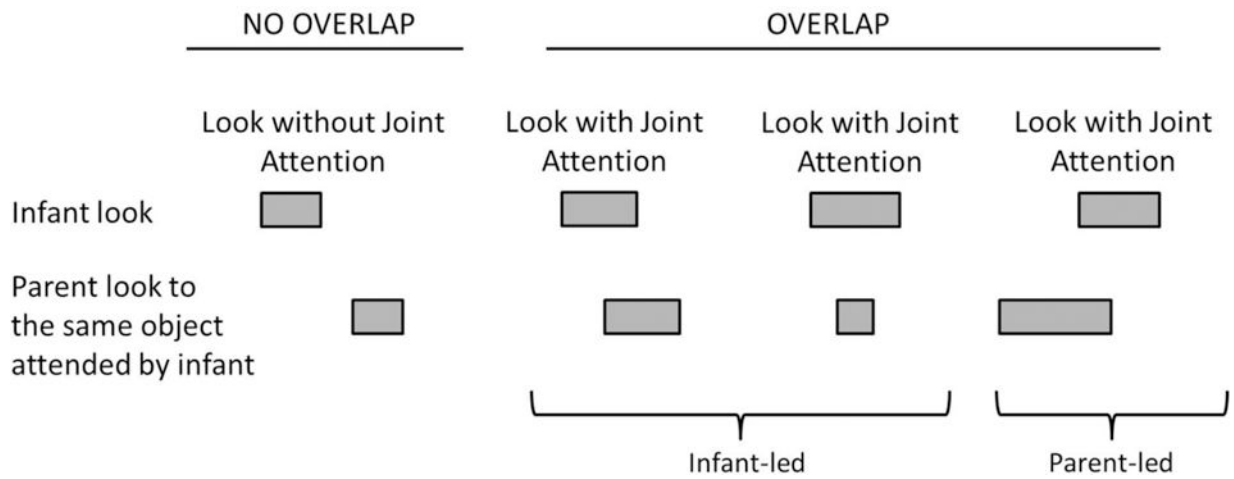 NO OVERLAP
OVERLAP
Look without Joint
Attention
Look with Joint
Attention
Look with Joint
Attention
Look with Joint
Attention
Infant look
Parent look to
the same object
attended by infant
Infant-led
Parent-led